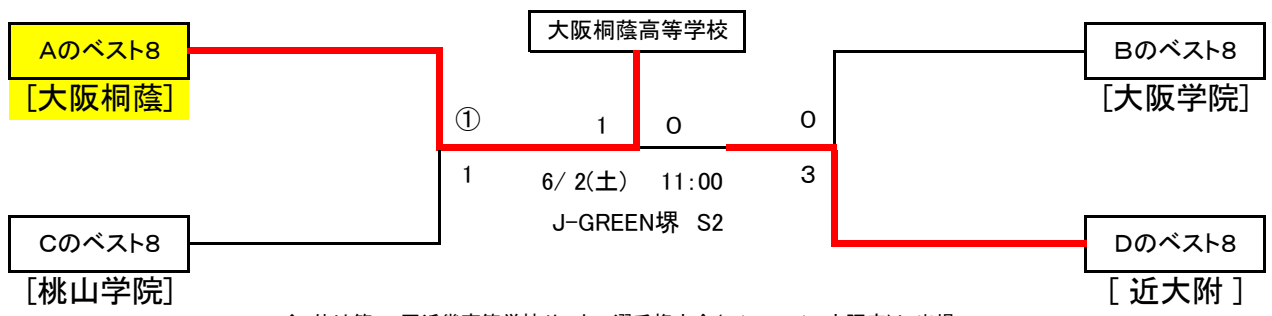 大阪桐蔭高等学校
Aのベスト8
[大阪桐蔭]
Bのベスト8
[大阪学院]
① 1 0 0
1 6/ 2(土) 11:00 3
J-GREEN堺 S2
Cのベスト8
[桃山学院]
Dのベスト8
[ 近大附 ]